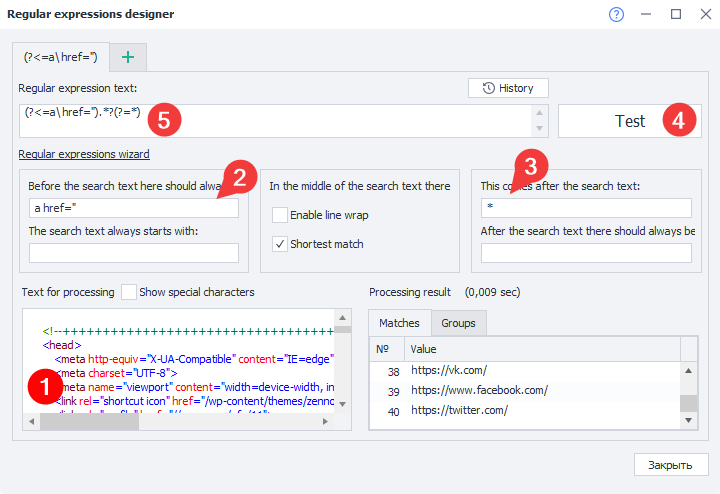 Regular expressions designer
(?<=a\ href=")
Regular expression text:
History
(?<=a\ href=").*?(?=*)
5
Test
4
Regular expressions wizard
Before the search text here should alwa
2
In the middle of the search text there
3
This comes after the search text:
a href="
Enable line wrap
*
The search text always starts with:
Shortest match
After the search text there should always be
Text for processing
Show special characters
Processing result (0,009 sec)
Matches
Groups
<!--++++++++++++++++++++++++++++++++++
<head>
<meta http-equiv="X-UA-Compatible" content="IE=edge"
<meta charset="UTF-8">
1
meta name="viewport" content="width=device-width, in
<link rel="shortcut icon" href="/wp-content/themes/zenno
№ Value
38 https://vk.com/
39 https://www.facebook.com/
40 https://twitter.com/
Закрыть